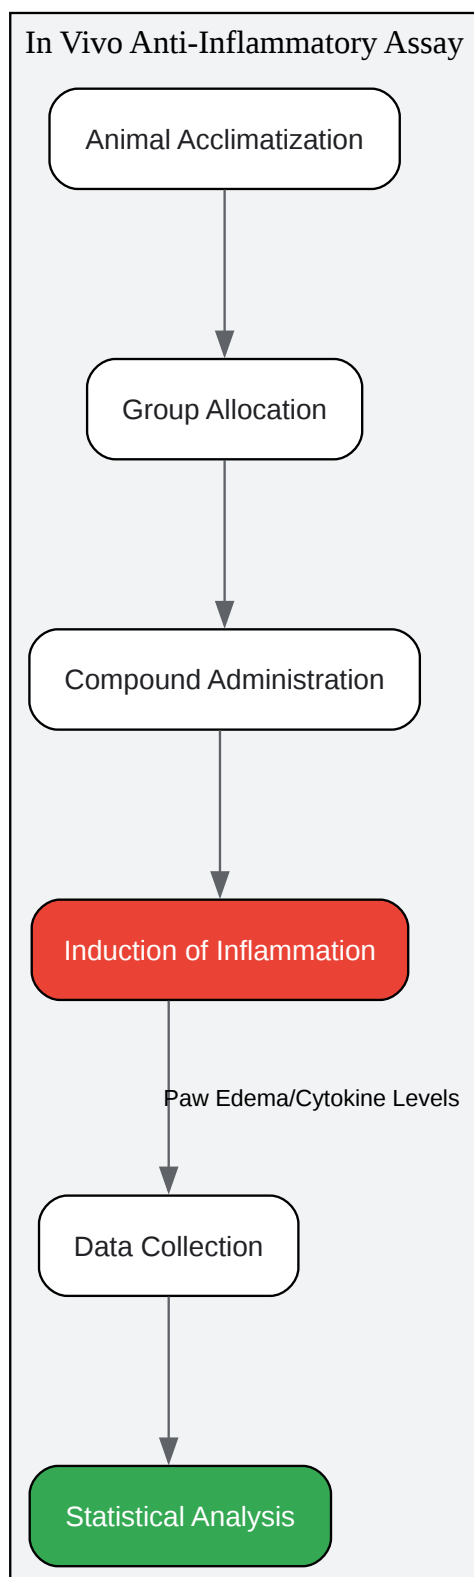 In Vivo Anti-Inflammatory Assay
Animal Acclimatization
Group Allocation
Compound Administration
Induction of Inflammation
Paw Edema/Cytokine Levels
Data Collection
Statistical Analysis